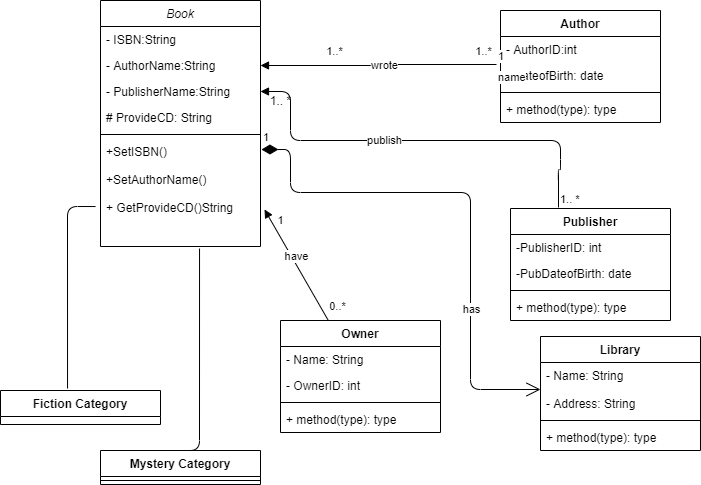 Book
- ISBN:String
- AuthorName:String
- PublisherName:String
# ProvideCD: String
+SetISBN()
+SetAuthorName()
+ GetProvideCD()String
Author
- AuthorID:int
ateofBirth: date
+ method(type): type
1..*
wrote
1..*
1
name
1.. *
publish
1.. *
Publisher
-PublisherID: int
-PubDateofBirth: date
+ method(type): type
1
has
1
have
0..*
Owner
- Name: String
- OwnerID: int
+ method(type): type
Library
- Name: String
- Address: String
+ method(type): type
Fiction Category
Mystery Category